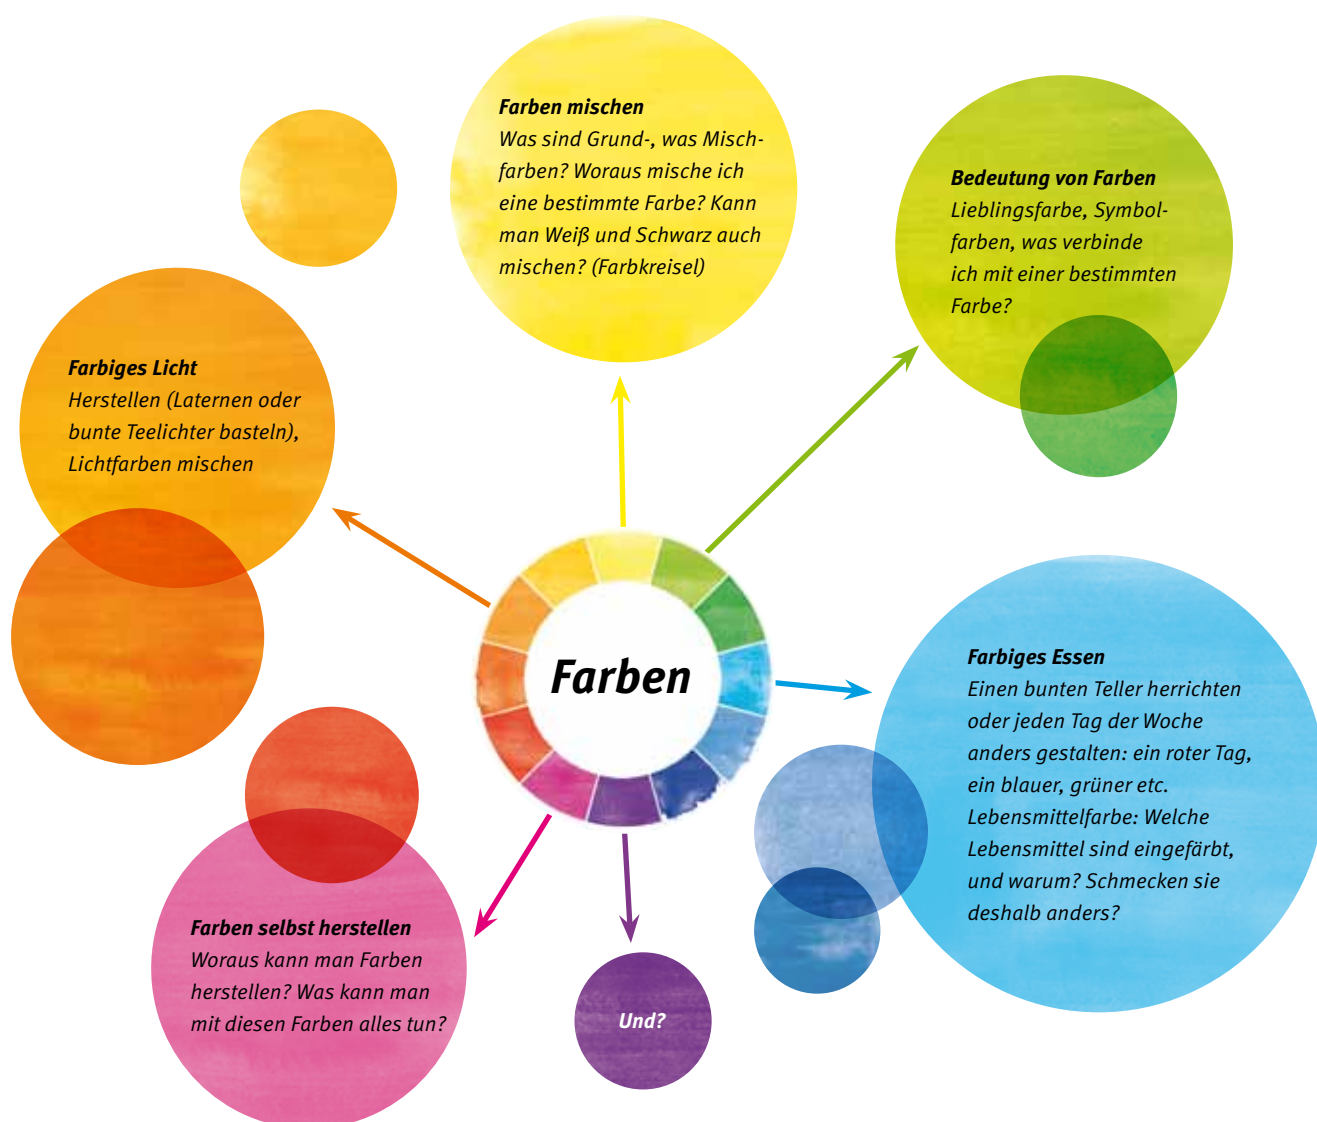 Farben mischen
Was sind Grund-, was Misch-
farben? Woraus mische ich
eine bestimmte Farbe? Kann
man Weiß und Schwarz auch
mischen? (Farbkreisel)
Bedeutung von Farben
Lieblingsfarbe, Symbol-
farben, was verbinde
ich mit einer bestimmten
Farbe?
Farbiges Licht
Herstellen (Laternen oder
bunte Teelichter basteln),
Lichtfarben mischen
Farben
Farbiges Essen
Einen bunten Teller herrichten
oder jeden Tag der Woche
anders gestalten: ein roter Tag,
ein blauer, grüner etc.
Lebensmittelfarbe: Welche
Lebensmittel sind eingefärbt,
und warum? Schmecken sie
deshalb anders?
Farben selbst herstellen
Woraus kann man Farben
herstellen? Was kann man
mit diesen Farben alles tun?
Und?